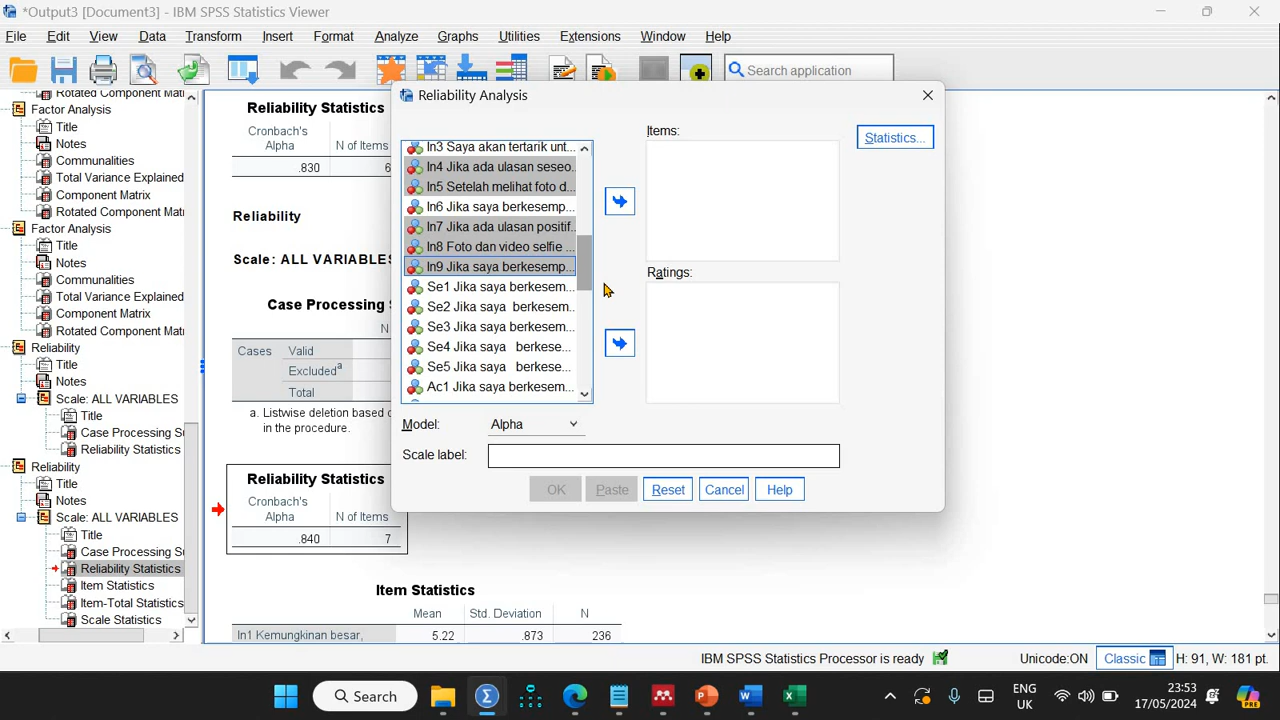 *Output3 [Document3] - IBM SPSS Statistics Viewer
File Edit View Data Transform Insert Format Analyze Graphs Utilities Extensions Window Help
Search application
Rotated Component Matr
Factor Analysis
Title
Notes
Communalities
Total Variance Explained
Component Matrix
Rotated Component Matr
Factor Analysis
Title
Notes
Communalities
Total Variance Explained
Component Matrix
Rotated Component Matr
Reliability
Title
Notes
Scale: ALL VARIABLES
Title
Case Processing Su
Reliability Statistics
Reliability
Title
Notes
Scale: ALL VARIABLES
Title
Case Processing Su
Reliability Statistics
Item Statistics
Item-Total Statistics
Scale Statistics
Reliability Statistics
Cronbach's
Alpha N of Items
.830 6
Reliability
Scale: ALL VARIABLES
Case Processing S
N
Cases Valid
Excludedª
Total
a. Listwise deletion based o
in the procedure.
Reliability Statistics
Cronbach's
Alpha N of Items
.840 7
Item Statistics
Mean Std. Deviation N
In1 Kemungkinan besar, 5.22 .873 236
Reliability Analysis
In3 Saya akan tertarik unt...
In4 Jika ada ulasan seseo...
In5 Setelah melihat foto d...
In6 Jika saya berkesemp...
In7 Jika ada ulasan positif...
In8 Foto dan video selfie ...
In9 Jika saya berkesemp...
Se1 Jika saya berkesem...
Se2 Jika saya berkesem...
Se3 Jika saya berkesem...
Se4 Jika saya berkese...
Se5 Jika saya berkese...
Ac1 Jika saya berkesem...
Items:
Statistics...
Ratings:
Model: Alpha
Scale label:
OK Paste Reset Cancel Help
IBM SPSS Statistics Processor is ready Unicode:ON Classic H: 91, W: 181 pt.
Search
ENG
UK
23:53
17/05/2024
PRE